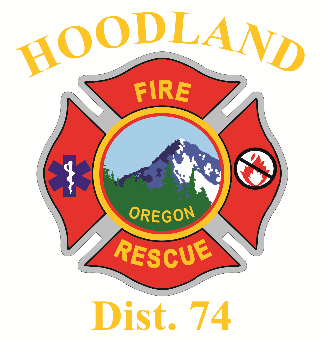 HOODLAND
FIRE
OREGON
RESCUE
Dist. 74